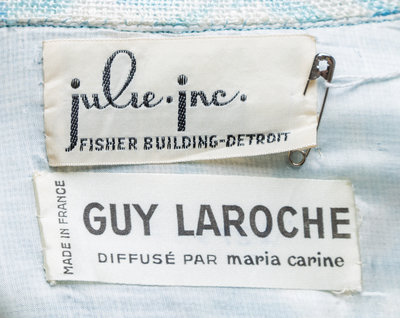 julie·inc.
FISHER BUILDING-DETROIT
MADE IN FRANCE
GUY LAROCHE
DIFFUSÉ PAR maria carine